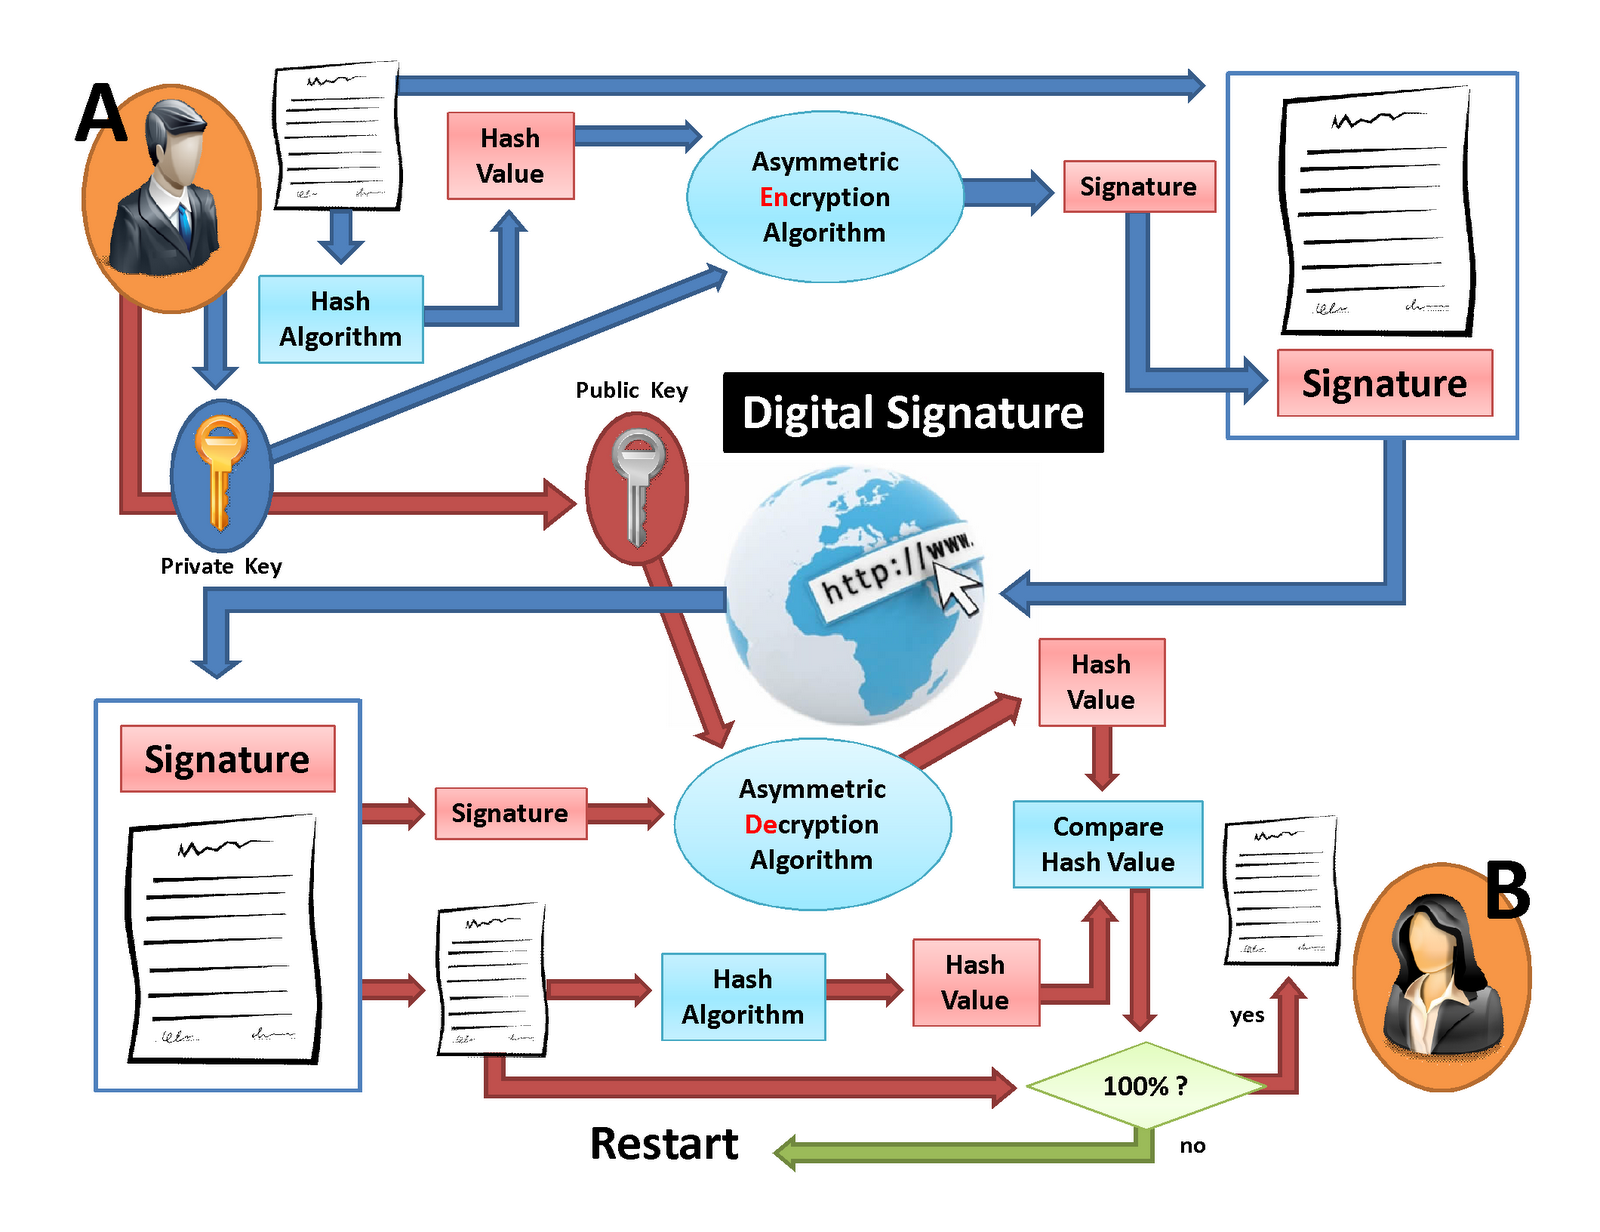 A
Hash
Value
Asymmetric
Encryption
Algorithm
Signature
Hash
Algorithm
Signature
Public Key
Digital Signature
Private Key
http://www.
Hash
Value
Signature
Signature
Asymmetric
Decryption
Algorithm
Compare
Hash Value
B
Hash
Algorithm
Hash
Value
yes
100% ?
Restart
no